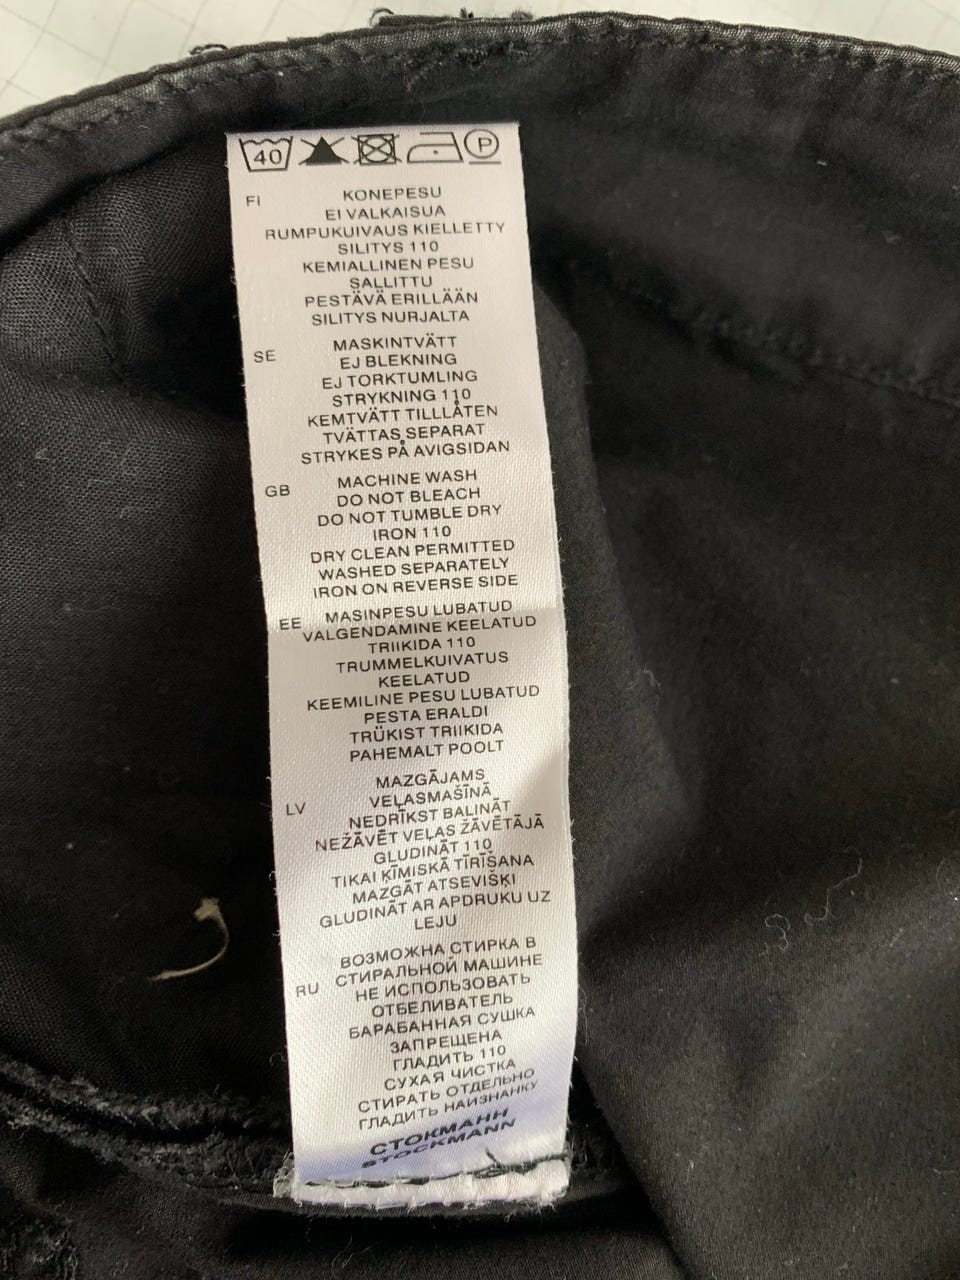 40 P
FI
KONEPESU
EI VALKAISUA
RUMPUKUIVAUS KIELLETTY
SILITYS 110
KEMIALLINEN PESU
SALLITTU
PESTÄVÄ ERILLÄÄN
SILITYS NURJALTA
SE
MASKINTVÄTT
EJ BLEKNING
EJ TORKTUMLING
STRYKNING 110
KEMTVÄTT TILLLÅTEN
TVÄTTAS SEPARAT
STRYKES PÅ AVIGSIDAN
GB
MACHINE WASH
DO NOT BLEACH
DO NOT TUMBLE DRY
IRON 110
DRY CLEAN PERMITTED
WASHED SEPARATELY
IRON ON REVERSE SIDE
EE
MASINPESU LUBATUD
VALGENDAMINE KEELATUD
TRIIKIDA 110
TRUMMELKUIVATUS
KEELATUD
KEEMILINE PESU LUBATUD
PESTA ERALDI
TRÜKIST TRIIKIDA
PAHEMALT POOLT
LV
MAZGĀJAMS
VEĻASMAŠĪNĀ
NEDRĪKST BALINĀT
NEŽĀVĒT VEĻAS ŽĀVĒTĀJĀ
GLUDINĀT 110
TIKAI ĶĪMISKĀ TĪRĪŠANA
MAZGĀT ATSEVIŠĶI
GLUDINĀT AR APDRUKU UZ
LEJU
RU
ВОЗМОЖНА СТИРКА В
СТИРАЛЬНОЙ МАШИНЕ
НЕ ИСПОЛЬЗОВАТЬ
ОТБЕЛИВАТЕЛЬ
БАРАБАННАЯ СУШКА
ЗАПРЕЩЕНА
ГЛАДИТЬ 110
СУХАЯ ЧИСТКА
СТИРАТЬ ОТДЕЛЬНО
ГЛАДИТЬ НАИЗНАНКУ
СТОКМАНН
STOCKMANN